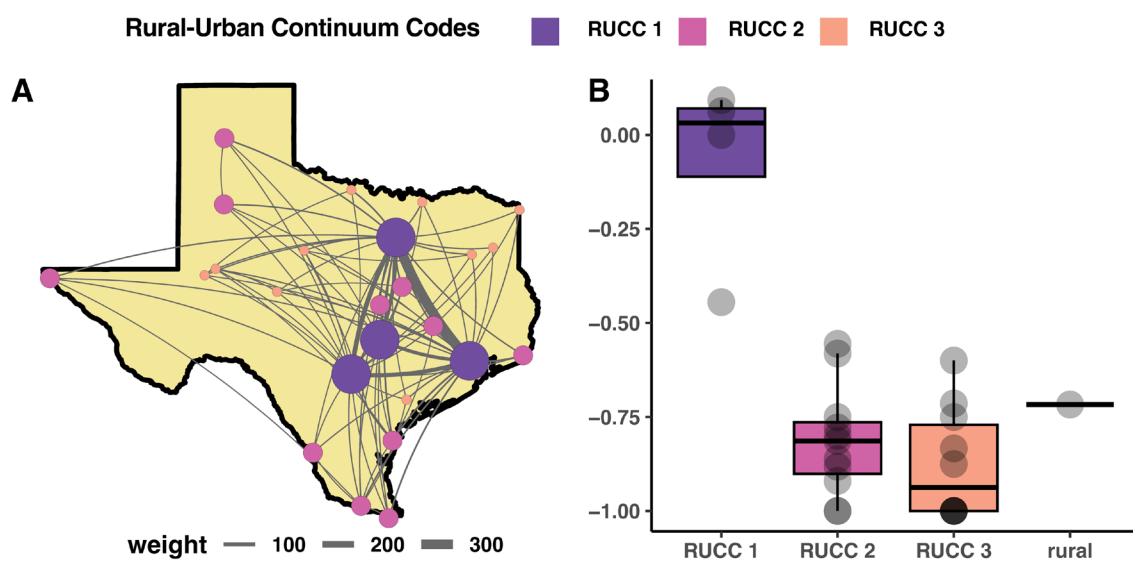 Rural-Urban Continuum Codes RUCC 1 RUCC 2 RUCC 3
A
B
0.00
−0.25
−0.50
−0.75
−1.00
RUCC 1 RUCC 2 RUCC 3 rural
weight 100 200 300